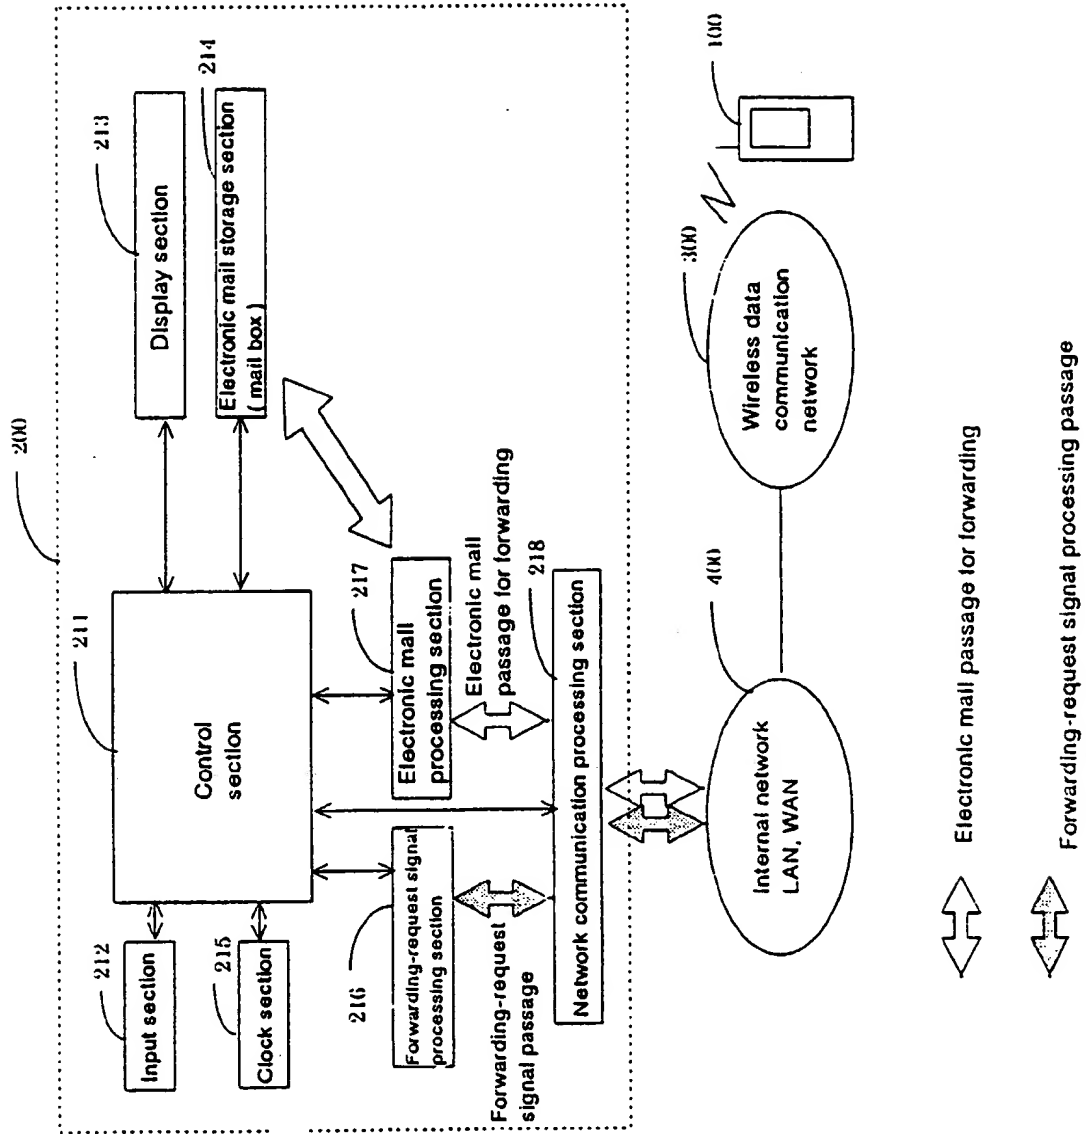 200
211
Control
section
212
Input section
215
Clock section
213
Display section
214
Electronic mail storage section
( mail box )
216
Forwarding-request signal
processing section
217
Electronic mall
processing section
Forwarding-request
signal passage
Electronic mall
passage for forwarding
218
Network communication processing section
400
Internal network
LAN, WAN
300
Wireless data
communication
network
100
Electronic mail passage for forwarding
Forwarding-request signal processing passage